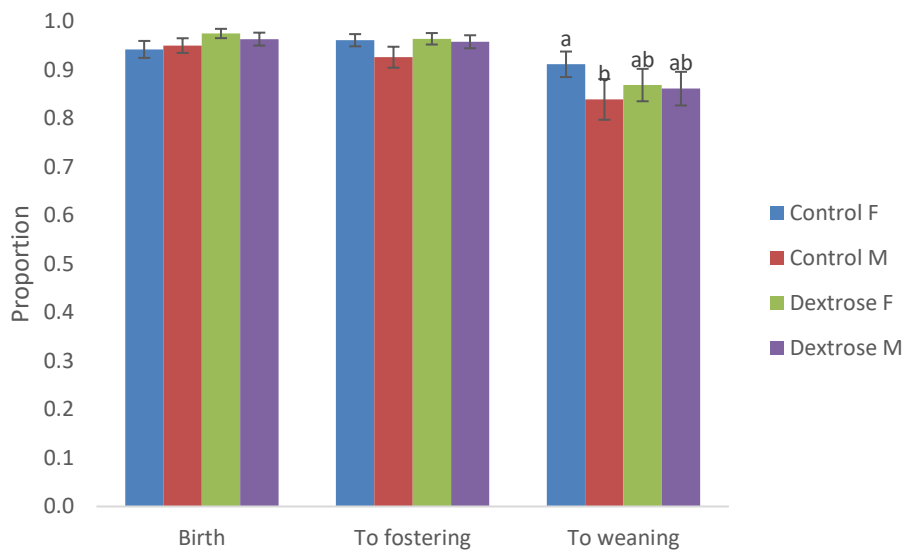 Proportion
1.0
0.9
0.8
0.7
0.6
0.5
0.4
0.3
0.2
0.1
0.0
a
b
ab
ab
Birth
To fostering
To weaning
Control F
Control M
Dextrose F
Dextrose M